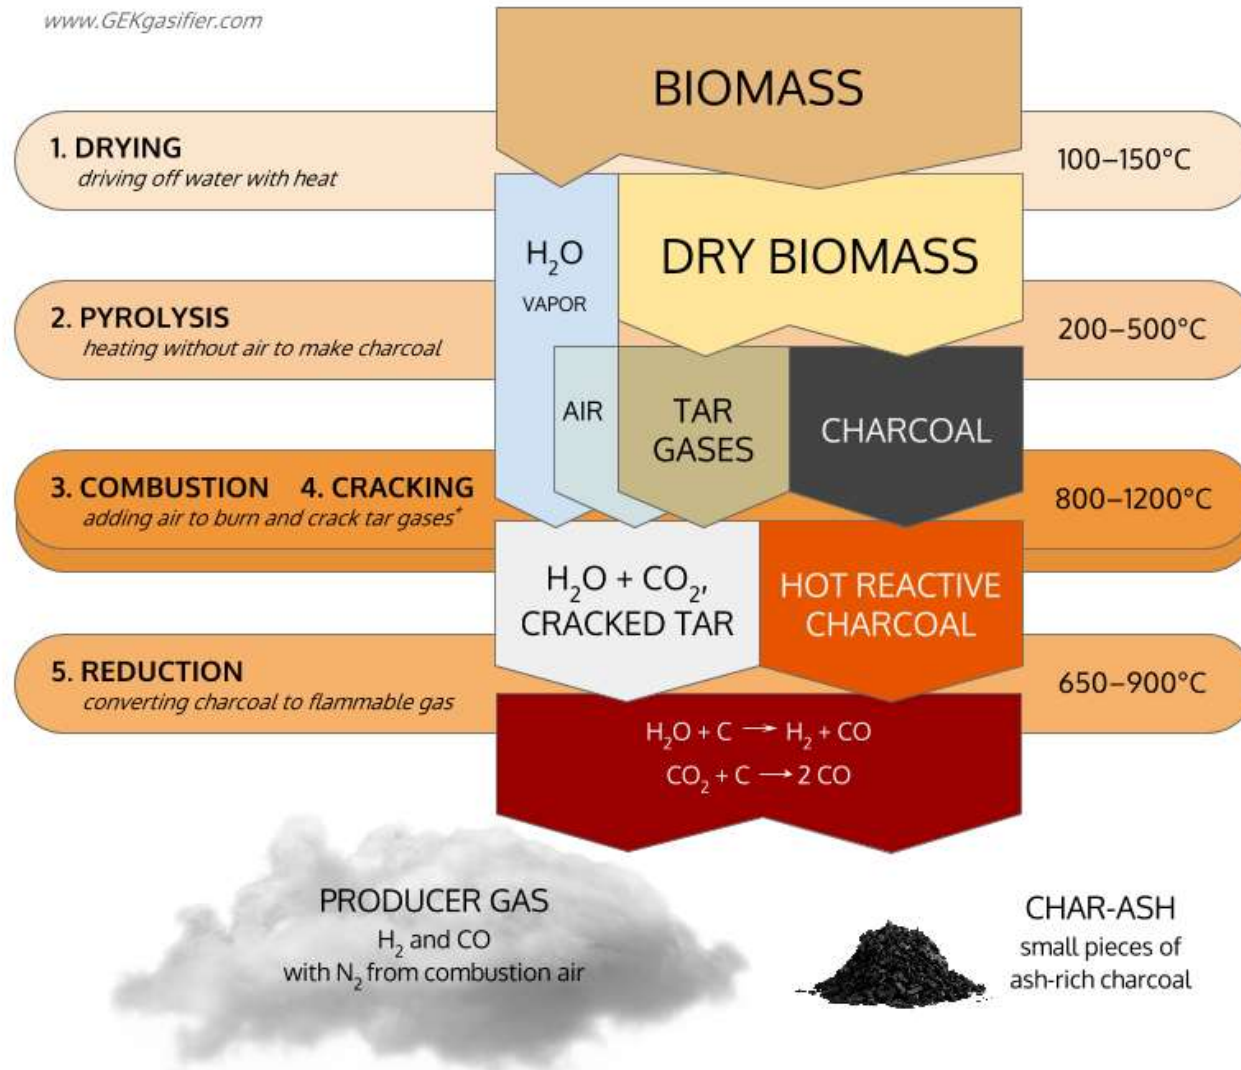 www.GEKgasifier.com
BIOMASS
1. DRYING
driving off water with heat
100–150°C
H₂O
VAPOR
DRY BIOMASS
2. PYROLYSIS
heating without air to make charcoal
200–500°C
AIR
TAR
GASES
CHARCOAL
3. COMBUSTION 4. CRACKING
adding air to burn and crack tar gases*
800–1200°C
H₂O + CO₂,
CRACKED TAR
HOT REACTIVE
CHARCOAL
5. REDUCTION
converting charcoal to flammable gas
650–900°C
H₂O + C → H₂ + CO
CO₂ + C → 2 CO
PRODUCER GAS
H₂ and CO
with N₂ from combustion air
CHAR-ASH
small pieces of
ash-rich charcoal